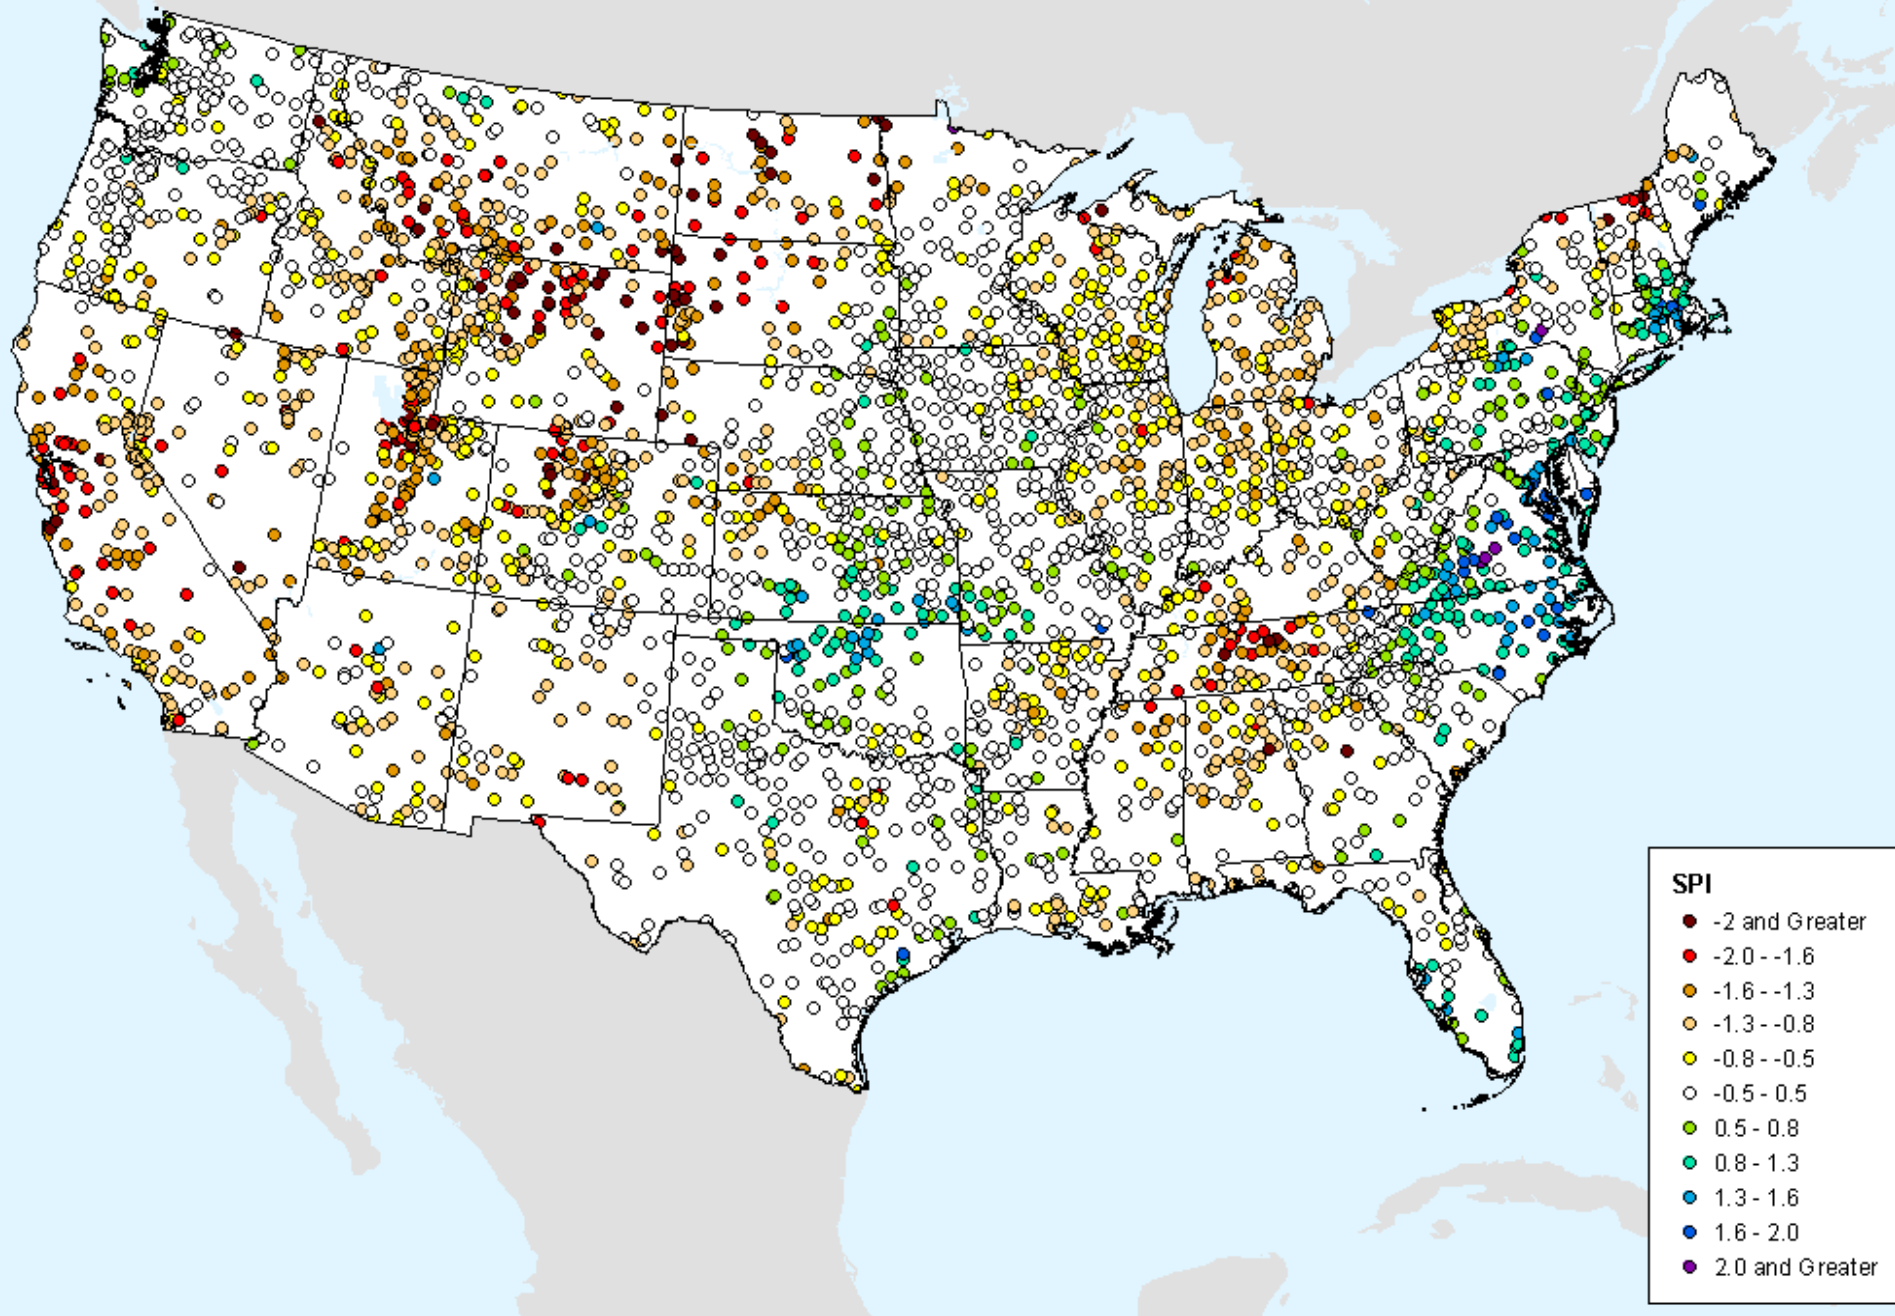 SPI
-2 and Greater
-2.0 - -1.6
-1.6 - -1.3
-1.3 - -0.8
-0.8 - -0.5
-0.5 - 0.5
0.5 - 0.8
0.8 - 1.3
1.3 - 1.6
1.6 - 2.0
2.0 and Greater